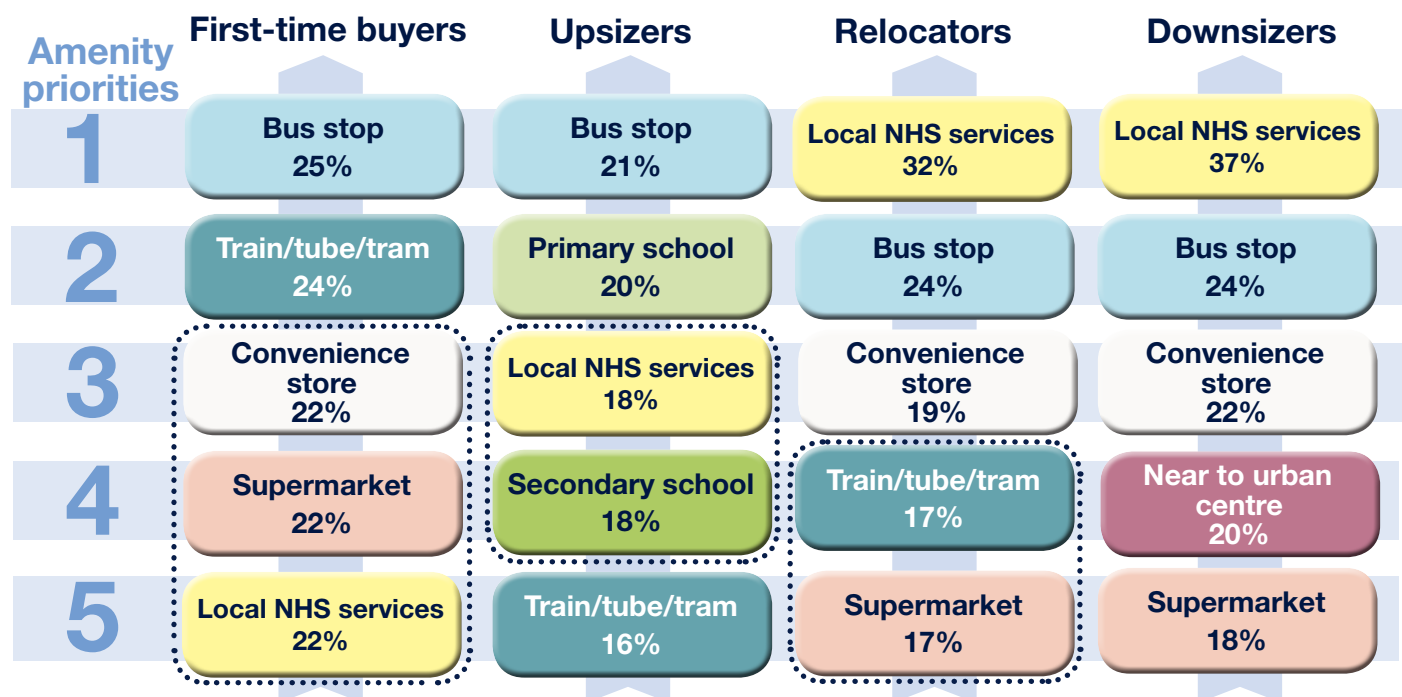 First-time buyers
Upsizers
Relocators
Downsizers
Amenity
priorities
1
Bus stop
25%
Bus stop
21%
Local NHS services
32%
Local NHS services
37%
2
Train/tube/tram
24%
Primary school
20%
Bus stop
24%
Bus stop
24%
3
Convenience
store
22%
Local NHS services
18%
Convenience
store
19%
Convenience
store
22%
4
Supermarket
22%
Secondary school
18%
Train/tube/tram
17%
Near to urban
centre
20%
5
Local NHS services
22%
Train/tube/tram
16%
Supermarket
17%
Supermarket
18%